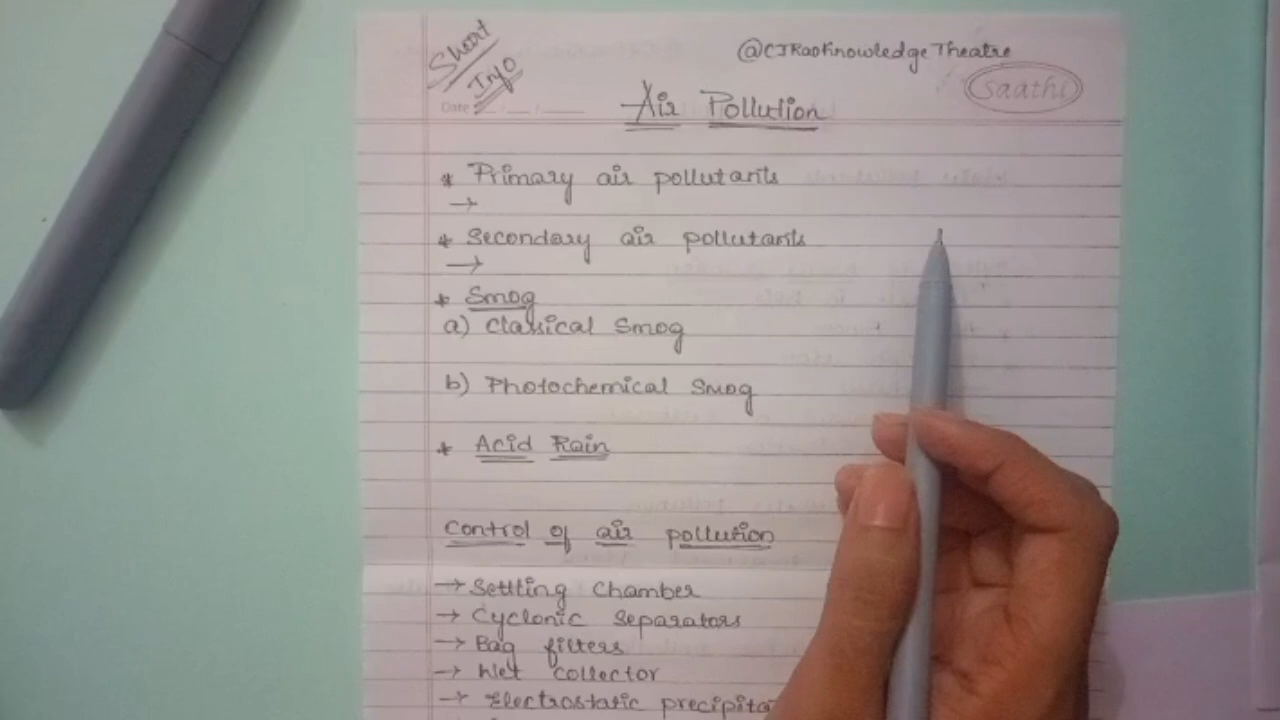 Short
Info
@CJRaoKnowledgeTheatre
saathi
Date
Air Pollution
* Primary air pollutants
→
* Secondary air pollutants
→
* Smog
a) Classical Smog
b) Photochemical Smog
* Acid Rain
Control of air pollution
→ Settling Chamber
→ Cyclonic Separators
→ Bag filters
→ Wet collector
→ Electrostatic precipita